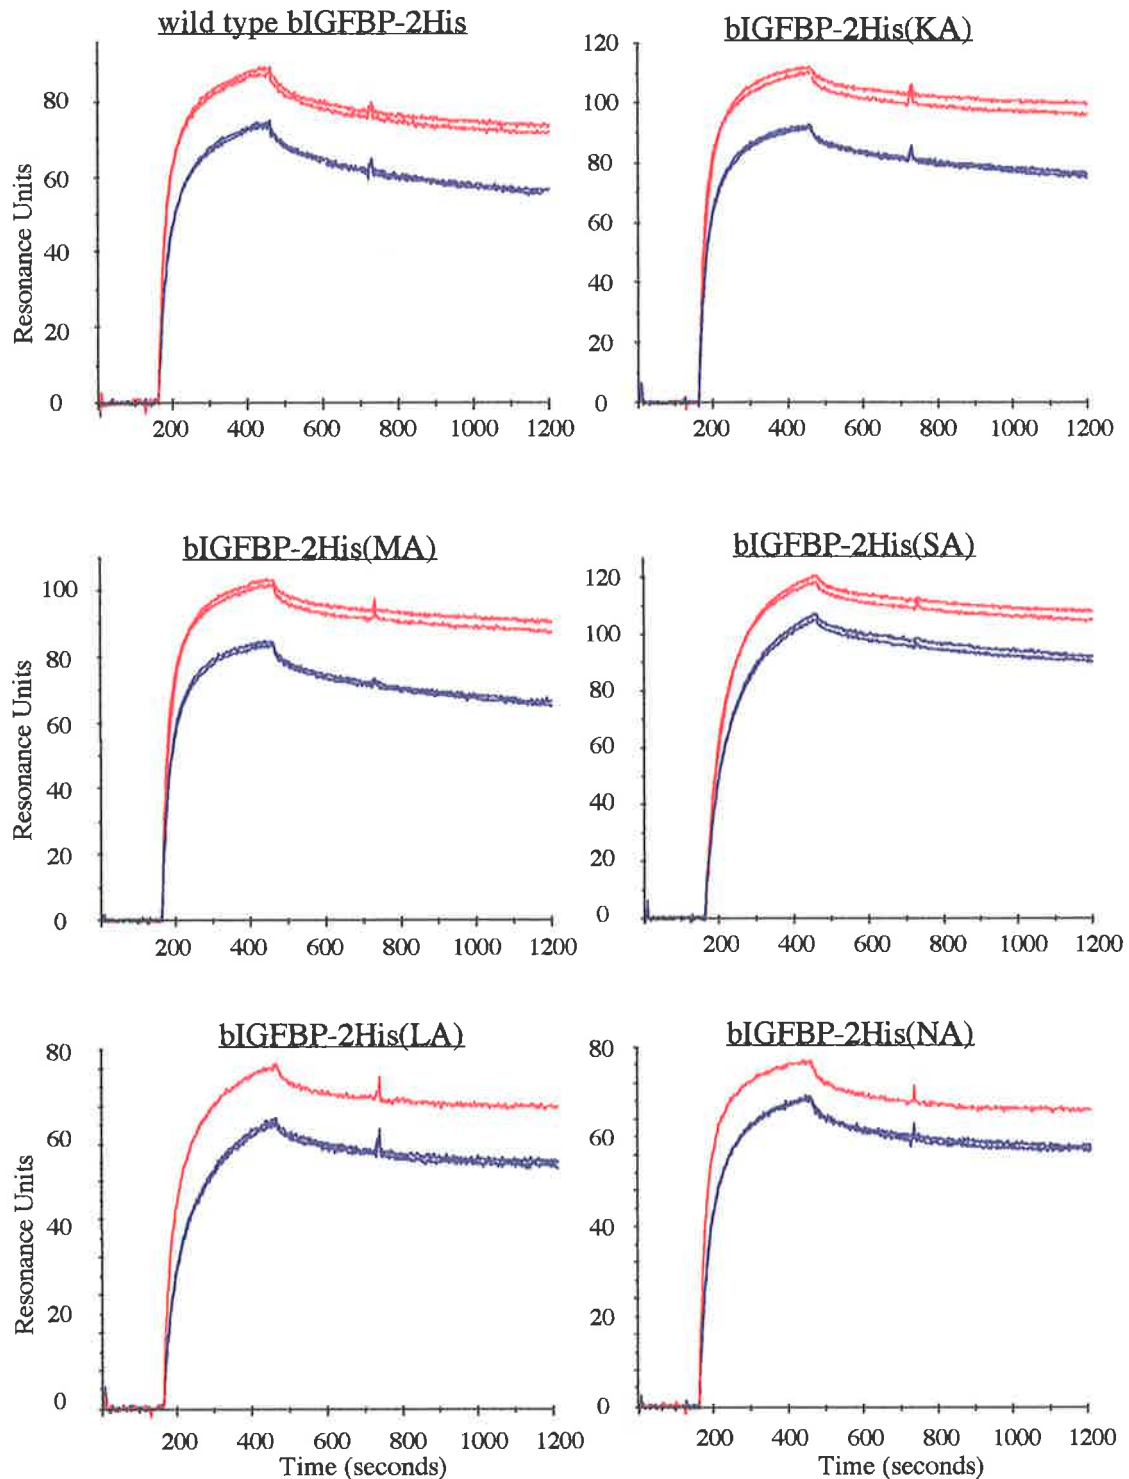 wild type bIGFBP-2His
bIGFBP-2His(KA)
Resonance Units
80
60
40
20
0
200 400 600 800 1000 1200
120
100
80
60
40
20
0
200 400 600 800 1000 1200
bIGFBP-2His(MA)
bIGFBP-2His(SA)
Resonance Units
100
80
60
40
20
0
200 400 600 800 1000 1200
120
100
80
60
40
20
0
200 400 600 800 1000 1200
bIGFBP-2His(LA)
bIGFBP-2His(NA)
Resonance Units
80
60
40
20
0
200 400 600 800 1000 1200
Time (seconds)
80
60
40
20
0
200 400 600 800 1000 1200
Time (seconds)